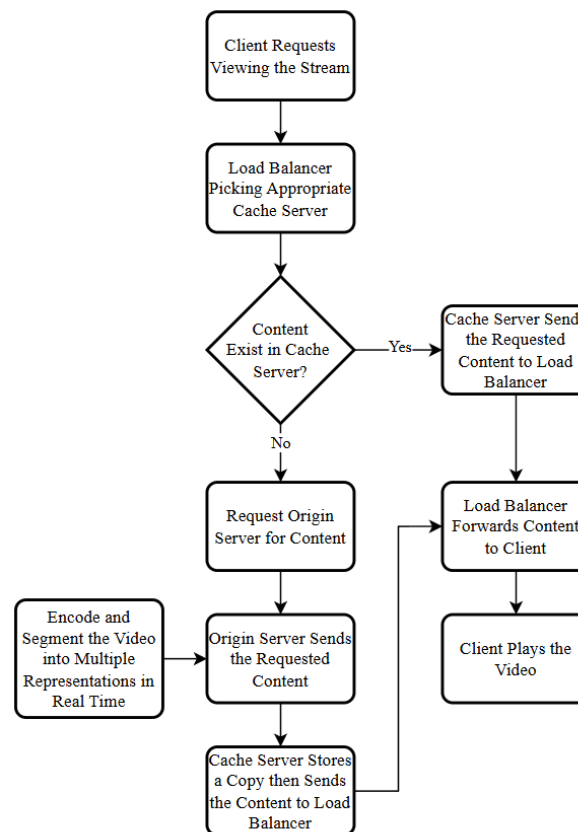 Client Requests
Viewing the Stream
Load Balancer
Picking Appropriate
Cache Server
Content
Exist in Cache
Server?
Yes
Cache Server Sends
the Requested
Content to Load
Balancer
No
Request Origin
Server for Content
Load Balancer
Forwards Content
to Client
Encode and
Segment the Video
into Multiple
Representations in
Real Time
Origin Server Sends
the Requested
Content
Client Plays the
Video
Cache Server Stores
a Copy then Sends
the Content to Load
Balancer